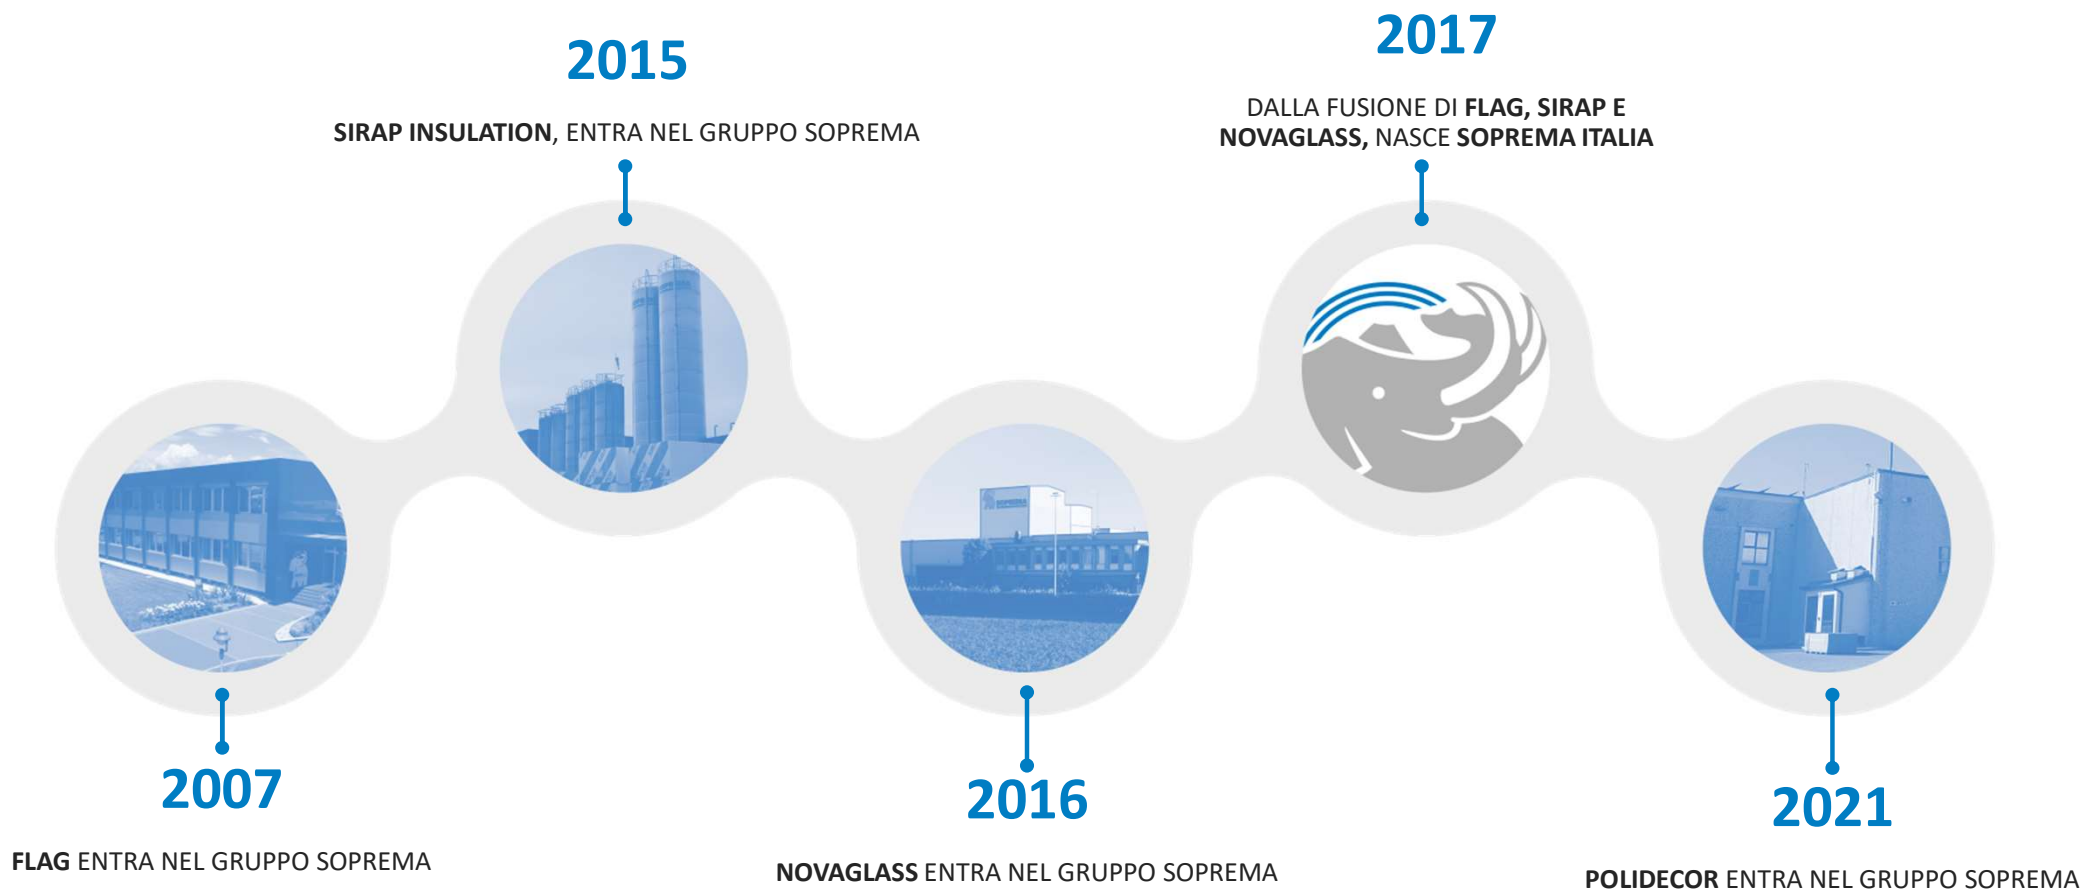 2007
FLAG ENTRA NEL GRUPPO SOPREMA
2015
SIRAP INSULATION, ENTRA NEL GRUPPO SOPREMA
2016
NOVAGLASS ENTRA NEL GRUPPO SOPREMA
SOPREMA
2017
DALLA FUSIONE DI FLAG, SIRAP E
NOVAGLASS, NASCE SOPREMA ITALIA
2021
POLIDECOR ENTRA NEL GRUPPO SOPREMA